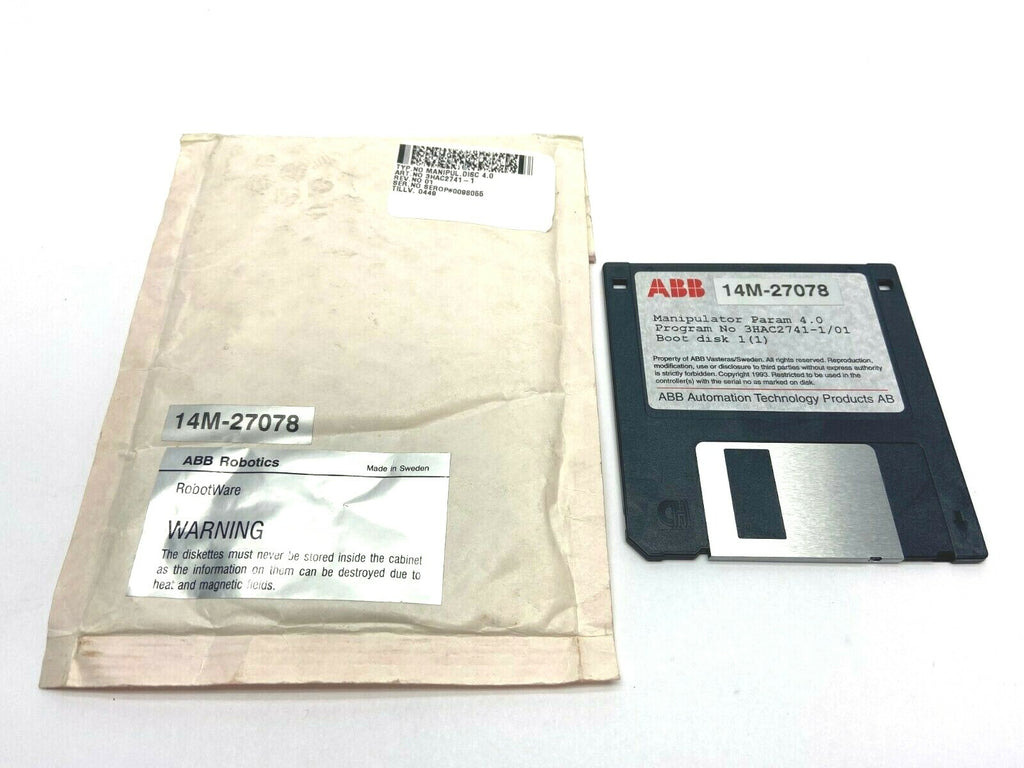 TYP.NO MANIPUL.DISC 4.0
ART.NO 3HAC2741-1
REV.NO 01
SER.NO SEROP#0098055
TILLV. 0449
14M-27078
ABB Robotics
Made in Sweden
RobotWare
WARNING
The diskettes must never be stored inside the cabinet
as the information on them can be destroyed due to
heat and magnetic fields.
ABB 14M-27078
Manipulator Param 4.0
Program No 3HAC2741-1/01
Boot disk 1(1)
Property of ABB Vasteras/Sweden. All rights reserved. Reproduction,
modification, use or disclosure to third parties without express authority
is strictly forbidden. Copyright 1993. Restricted to be used in the
controller(s) with the serial no as marked on disk.
ABB Automation Technology Products AB